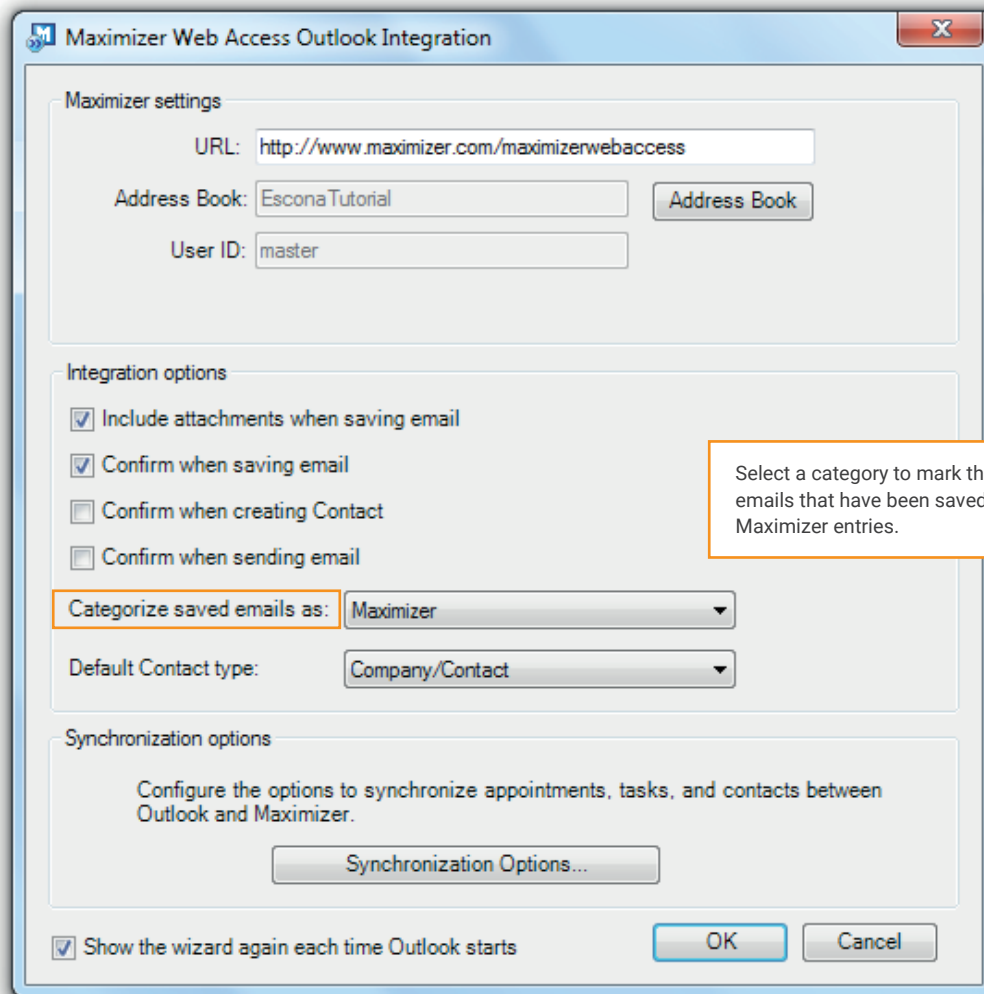 Maximizer Web Access Outlook Integration
Maximizer settings
URL: http://www.maximizer.com/maximizerwebaccess
Address Book: EsconaTutorial Address Book
User ID: master
Integration options
Include attachments when saving email
Confirm when saving email
Select a category to mark
emails that have been saved
Maximizer entries.
Confirm when creating Contact
Confirm when sending email
Categorize saved emails as: Maximizer
Default Contact type: Company/Contact
Synchronization options
Configure the options to synchronize appointments, tasks, and contacts between
Outlook and Maximizer.
Synchronization Options...
Show the wizard again each time Outlook starts OK Cancel